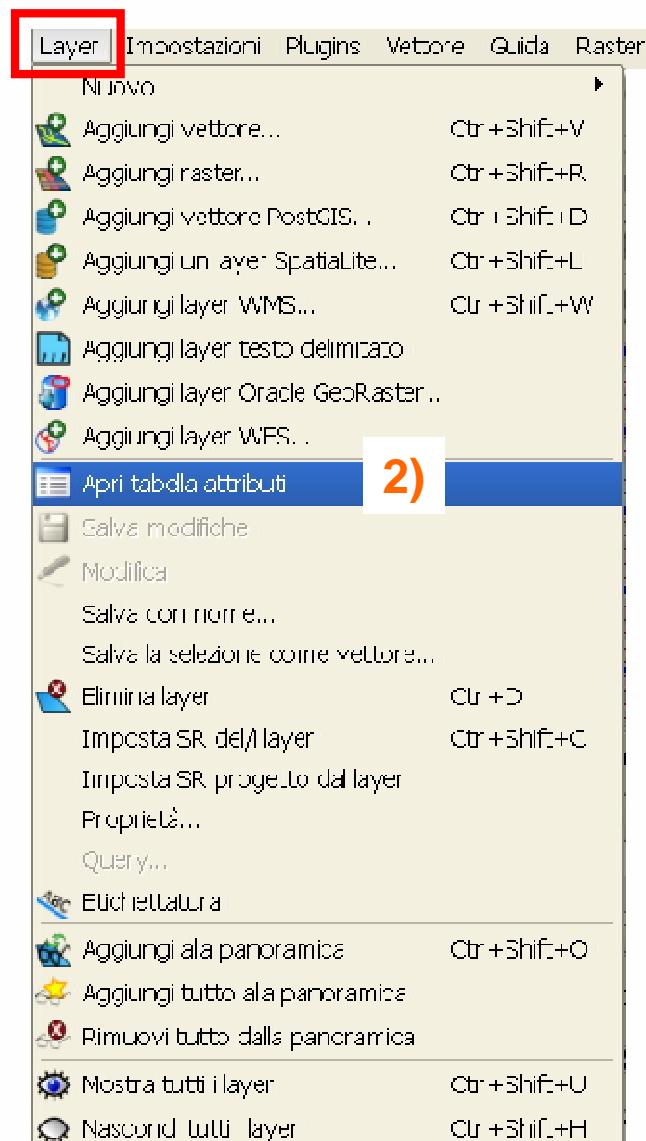 Layer Impostazioni Plugins Vettore Guida Raster
Nuovo
Aggiungi vettore... Ctrl+Shift+V
Aggiungi raster... Ctrl+Shift+R
Aggiungi vettore PostGIS... Ctrl+Shift+D
Aggiungi un layer SpatiaLite... Ctrl+Shift+L
Aggiungi layer WMS... Ctrl+Shift+W
Aggiungi layer testo delimitato
Aggiungi layer Oracle GeoRaster...
Aggiungi layer WFS...
Apri tabella attributi 2)
Salva modifiche
Modifica
Salva con nome...
Salva la selezione come vettore...
Elimina layer Ctrl+D
Imposta SR del/i layer Ctrl+Shift+C
Imposta SR progetto dal layer
Proprietà...
Query...
Etichettatura
Aggiungi alla panoramica Ctrl+Shift+O
Aggiungi tutto alla panoramica
Rimuovi tutto dalla panoramica
Mostra tutti i layer Ctrl+Shift+U
Nascondi tutti i layer Ctrl+Shift+H